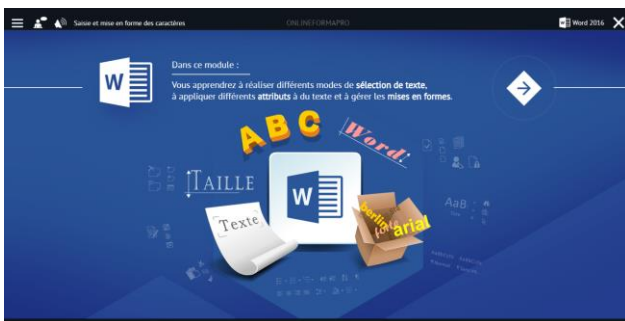 Saisie et mise en forme des caractères
ONLINEFORMAPRO
Word 2016
Dans ce module :
Vous apprendrez à réaliser différents modes de sélection de texte,
à appliquer différents attributs à du texte et à gérer les mises en formes.
W
ABC
Word
TAILLE
W
Texte
berlin
arial
AaB